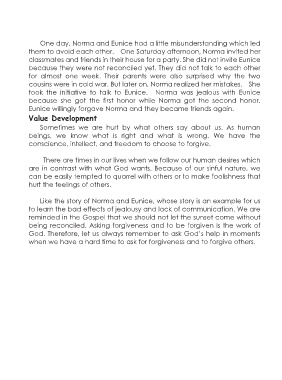 One day, Norma and Eunice had a little misunderstanding which led
them to avoid each other. One Saturday afternoon, Norma invited her
classmates and friends in their house for a party. She did not invite Eunice
because they were not reconciled yet. They did not talk to each other
for almost one week. Their parents were also surprised why the two
cousins were in cold war. But later on, Norma realized her mistakes. She
took the initiative to talk to Eunice. Norma was jealous with Eunice
because she got the first honor while Norma got the second honor.
Eunice willingly forgave Norma and they became friends again.
Value Development
Sometimes we are hurt by what others say about us. As human
beings, we know what is right and what is wrong. We have the
conscience, intellect, and freedom to choose to forgive.
There are times in our lives when we follow our human desires which
are in contrast with what God wants. Because of our sinful nature, we
can be easily tempted to quarrel with others or to make foolishness that
hurt the feelings of others.
Like the story of Norma and Eunice, whose story is an example for us
to learn the bad effects of jealousy and lack of communication. We are
reminded in the Gospel that we should not let the sunset come without
being reconciled. Asking forgiveness and to be forgiven is the work of
God. Therefore, let us always remember to ask God's help in moments
when we have a hard time to ask for forgiveness and to forgive others.